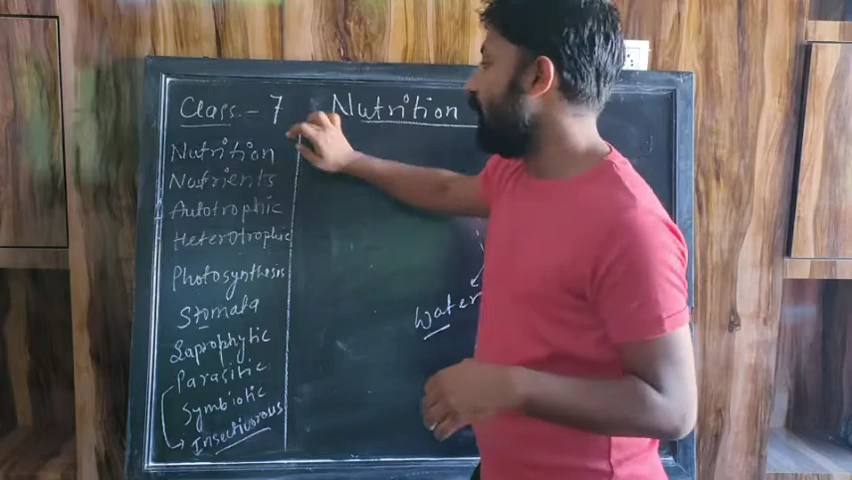 Class - 7
Nutrition
Nutrition
Nutrients
Autotrophic
Heterotrophic
Photosynthesis
Stomata
Saprophytic
Parasitic
Symbiotic
Insectivorous
Water